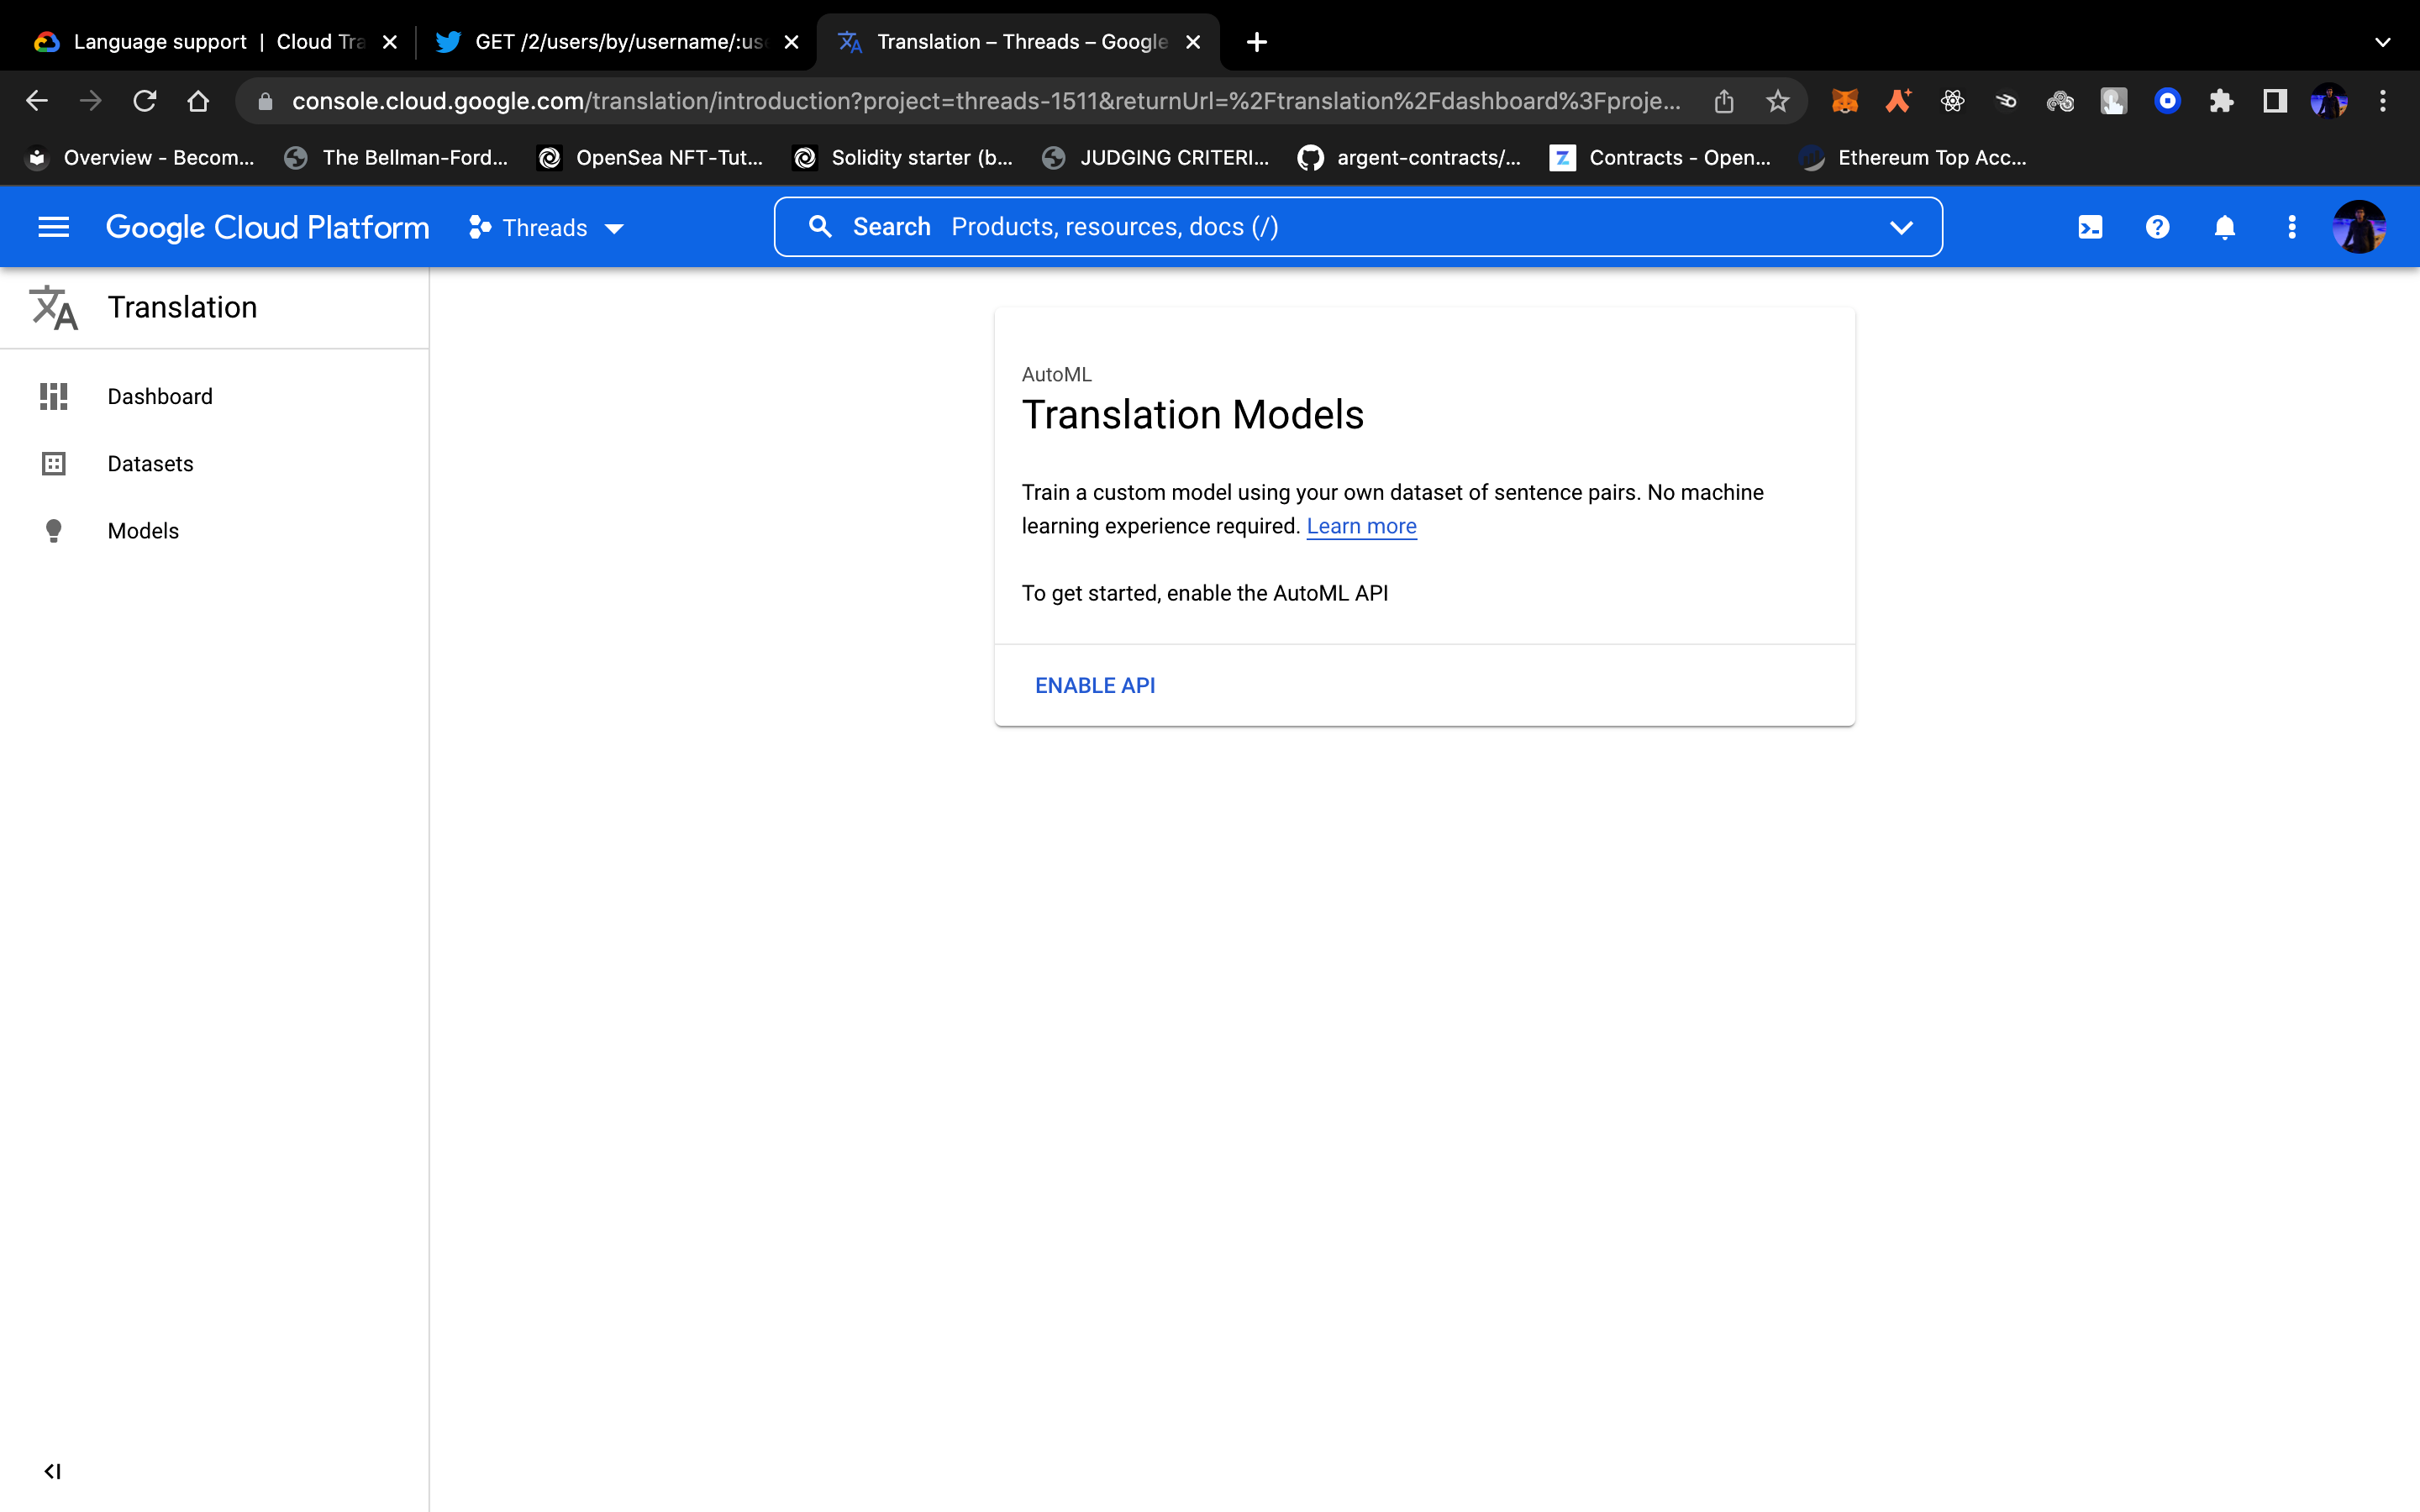 Language support | Cloud Tra
GET /2/users/by/username/:us
Translation – Threads – Google
console.cloud.google.com/translation/introduction?project=threads-1511&returnUrl=%2Ftranslation%2Fdashboard%3Fproje...
Overview - Becom...
The Bellman-Ford...
OpenSea NFT-Tut...
Solidity starter (b...
JUDGING CRITERI...
argent-contracts/...
Contracts - Open...
Ethereum Top Acc...
Google Cloud Platform
Threads
Search Products, resources, docs (/)
Translation
Dashboard
Datasets
Models
AutoML
Translation Models
Train a custom model using your own dataset of sentence pairs. No machine
learning experience required. Learn more
To get started, enable the AutoML API
ENABLE API